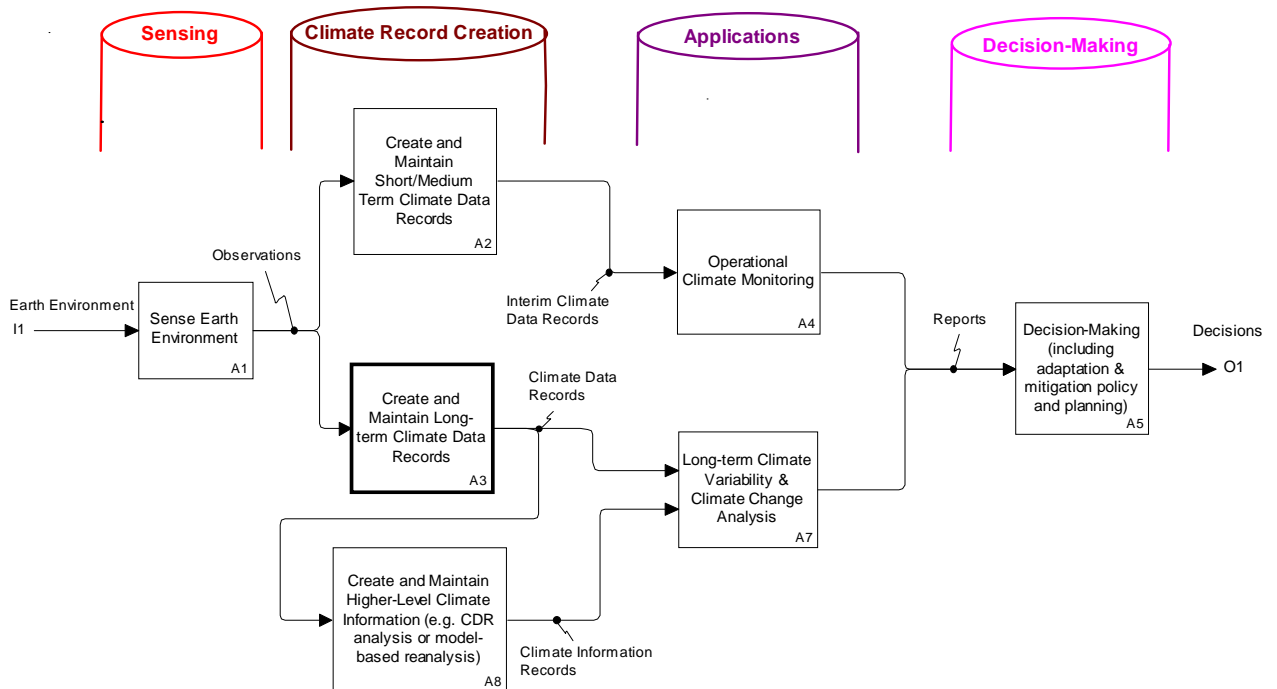 Sensing
Climate Record Creation
Applications
Decision-Making
Create and
Maintain
Short/Medium
Term Climate Data
Records
A2
Observations
Earth Environment
I1
Sense Earth
Environment
A1
Interim Climate
Data Records
Operational
Climate Monitoring
A4
Reports
Decision-Making
(including
adaptation &
mitigation policy
and planning)
A5
Decisions
O1
Create and
Maintain Long-
term Climate Data
Records
A3
Climate Data
Records
Long-term Climate
Variability &
Climate Change
Analysis
A7
Create and Maintain
Higher-Level Climate
Information (e.g. CDR
analysis or model-
based reanalysis)
A8
Climate Information
Records